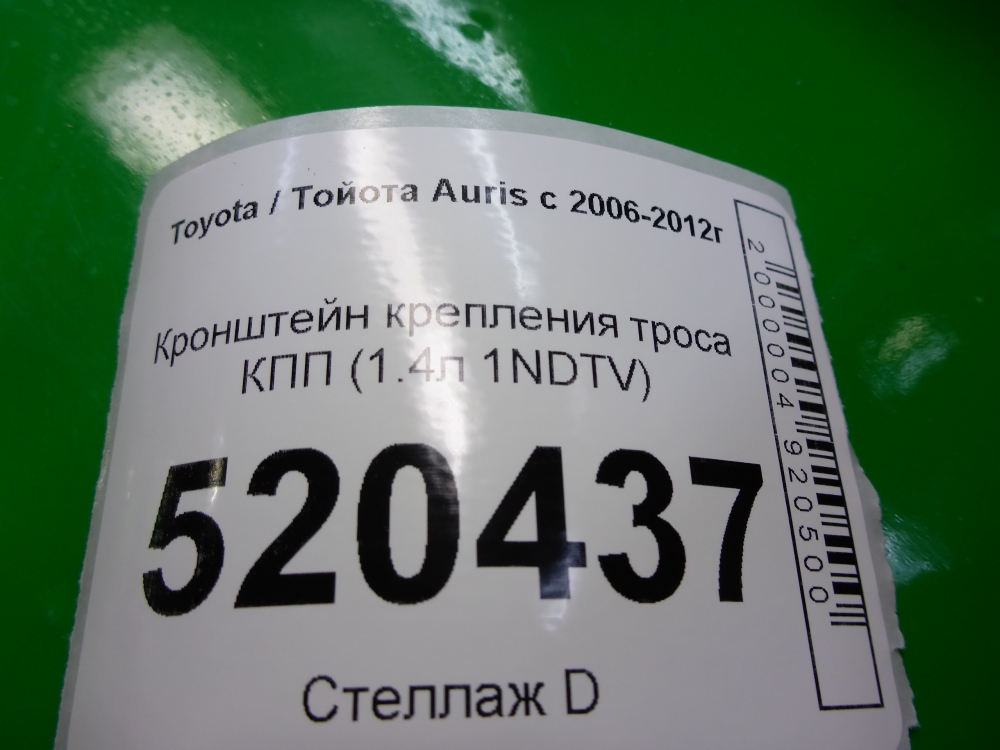 Toyota / Тойота Auris с 2006-2012г
Кронштейн крепления троса
КПП (1.4л 1NDTV)
520437
Стеллаж D
2000004920500